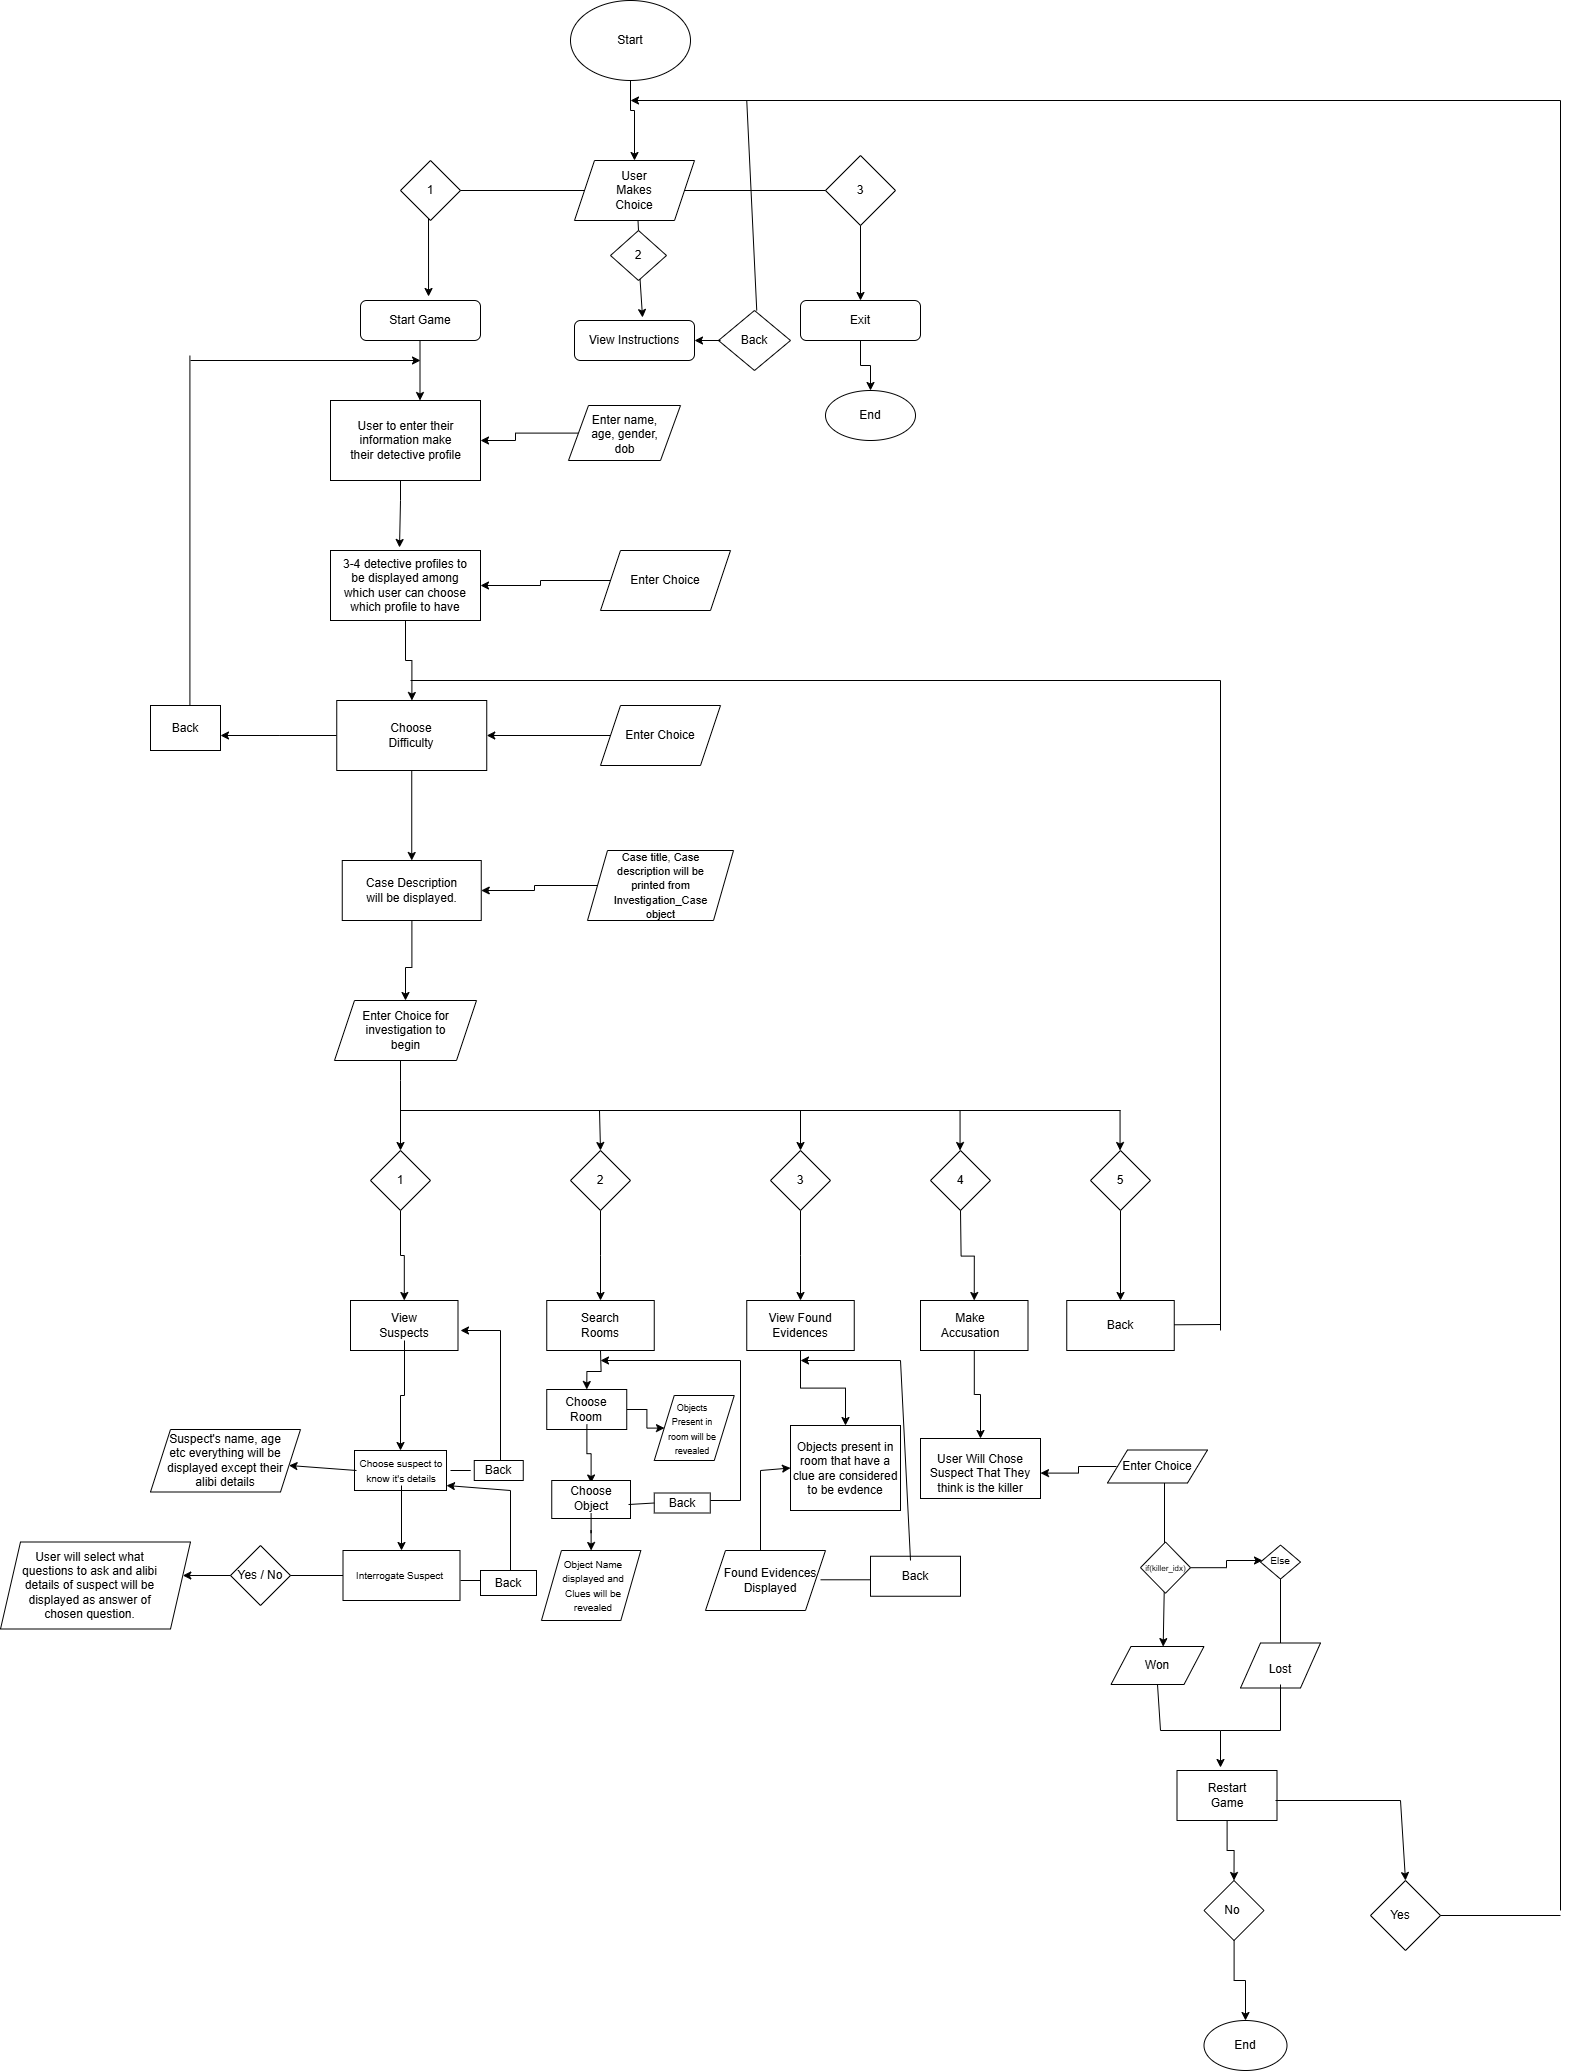 Start
User
Makes
Choice
1
3
2
Start Game
View Instructions
Back
Exit
End
User to enter their
information make
their detective profile
Enter name,
age, gender,
dob
3-4 detective profiles to
be displayed among
which user can choose
which profile to have
Enter Choice
Back
Choose
Difficulty
Enter Choice
Case Description
will be displayed.
Case title, Case
description will be
printed from
Investigation_Case
object
Enter Choice for
investigation to
begin
1
2
3
4
5
View
Suspects
Search
Rooms
View Found
Evidences
Make
Accusation
Back
Choose
Room
Objects
Present in
room will be
revealed
Suspect's name, age
etc everything will be
displayed except their
alibi details
Choose suspect to
know it's details
Back
Choose
Object
Back
Objects present in
room that have a
clue are considered
to be evdence
User Will Chose
Suspect That They
think is the killer
Enter Choice
User will select what
questions to ask and alibi
details of suspect will be
displayed as answer of
chosen question.
Yes / No
Interrogate Suspect
Back
Object Name
displayed and
Clues will be
revealed
Found Evidences
Displayed
Back
if(killer_idx)
Else
Won
Lost
Restart
Game
No
Yes
End